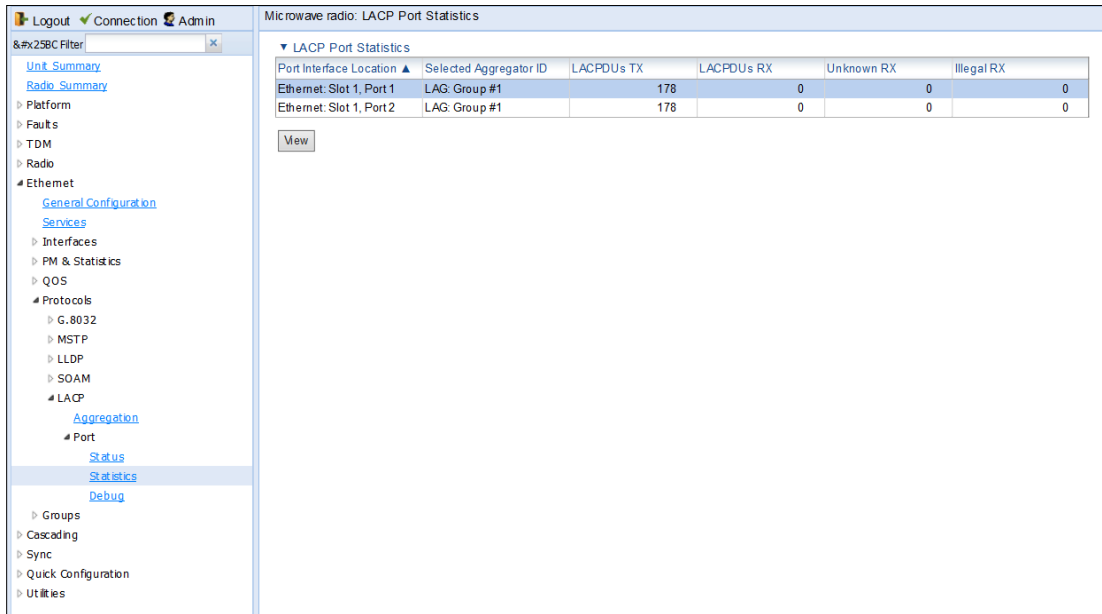 Logout Connection Admin
&#x25BC Filter
Unit Summary
Radio Summary
Platform
Faults
TDM
Radio
Ethernet
General Configuration
Services
Interfaces
PM & Statistics
QOS
Protocols
G.8032
MSTP
LLDP
SOAM
LACP
Aggregation
Port
Status
Statistics
Debug
Groups
Cascading
Sync
Quick Configuration
Utilities
Microwave radio: LACP Port Statistics
▼ LACP Port Statistics
Port Interface Location ▲ Selected Aggregator ID LACPDUs TX LACPDUs RX Unknown RX Illegal RX
Ethernet: Slot 1, Port 1 LAG: Group #1 178 0 0 0
Ethernet: Slot 1, Port 2 LAG: Group #1 178 0 0 0
View